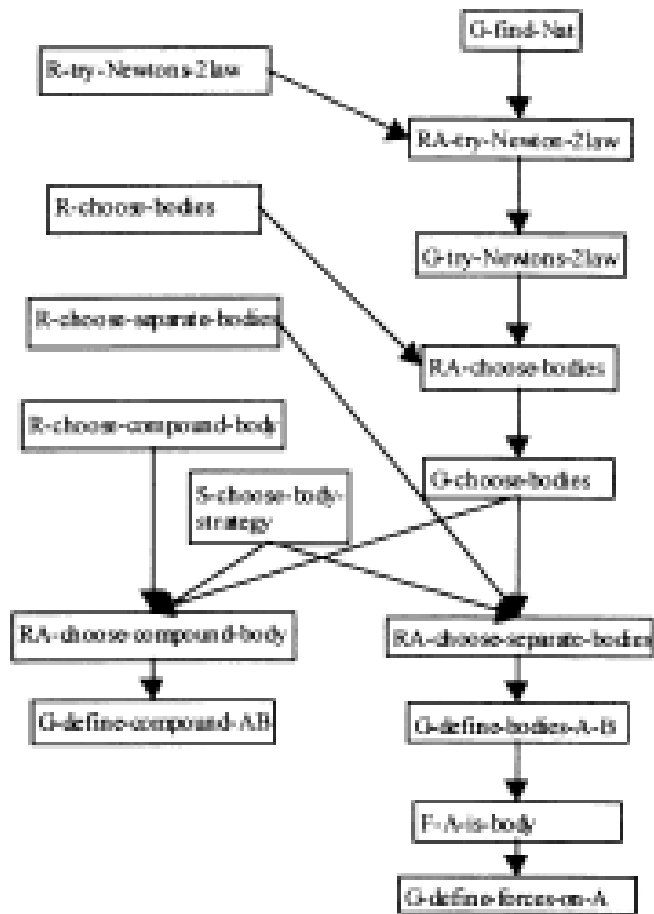 G-find-Nat
R-try-Newtons-2law
RA-try-Newton-2law
R-choose-bodies
G-try-Newtons-2law
R-choose-separate-bodies
RA-choose-bodies
R-choose-compound-body
G-choose-bodies
S-choose-body-
strategy
RA-choose-compound-body
RA-choose-separate-bodies
G-define-compound-AB
G-define-bodies-A-B
F-A-is-body
G-define-forces-on-A